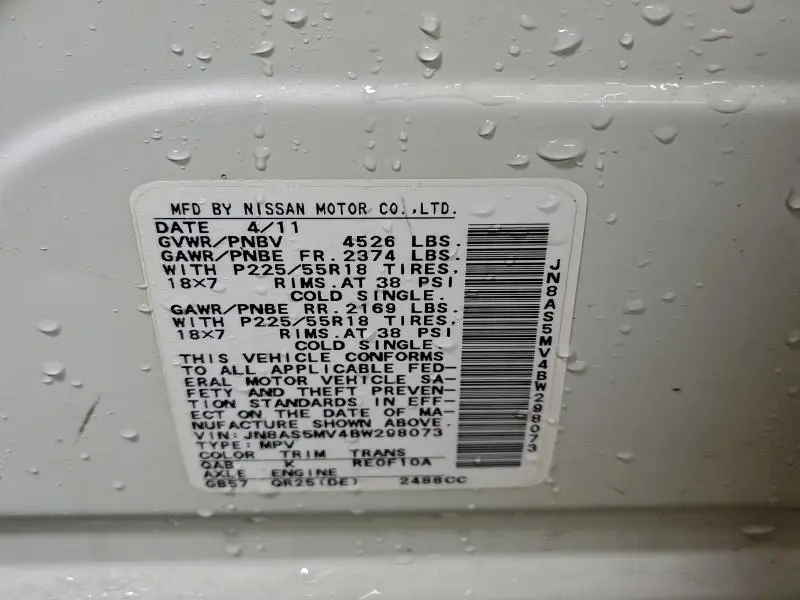 MFD BY NISSAN MOTOR CO.,LTD.
DATE 4/11
GVWR/PNBV 4526 LBS.
GAWR/PNBE FR. 2374 LBS.
WITH P225/55R18 TIRES,
18×7 RIMS.AT 38 PSI
COLD SINGLE.
GAWR/PNBE RR. 2169 LBS.
WITH P225/55R18 TIRES,
18×7 RIMS.AT 38 PSI
COLD SINGLE.
THIS VEHICLE CONFORMS
TO ALL APPLICABLE FED-
ERAL MOTOR VEHICLE SA-
FETY AND THEFT PREVEN-
TION STANDARDS IN EFF-
ECT ON THE DATE OF MA-
NUFACTURE SHOWN ABOVE.
VIN: JN8AS5MV4BW298073
TYPE: MPV
COLOR TRIM TRANS
QAB K RE0F10A
AXLE ENGINE
GB57 QR25(DE) 2488CC
JN8AS5MV4BW298073